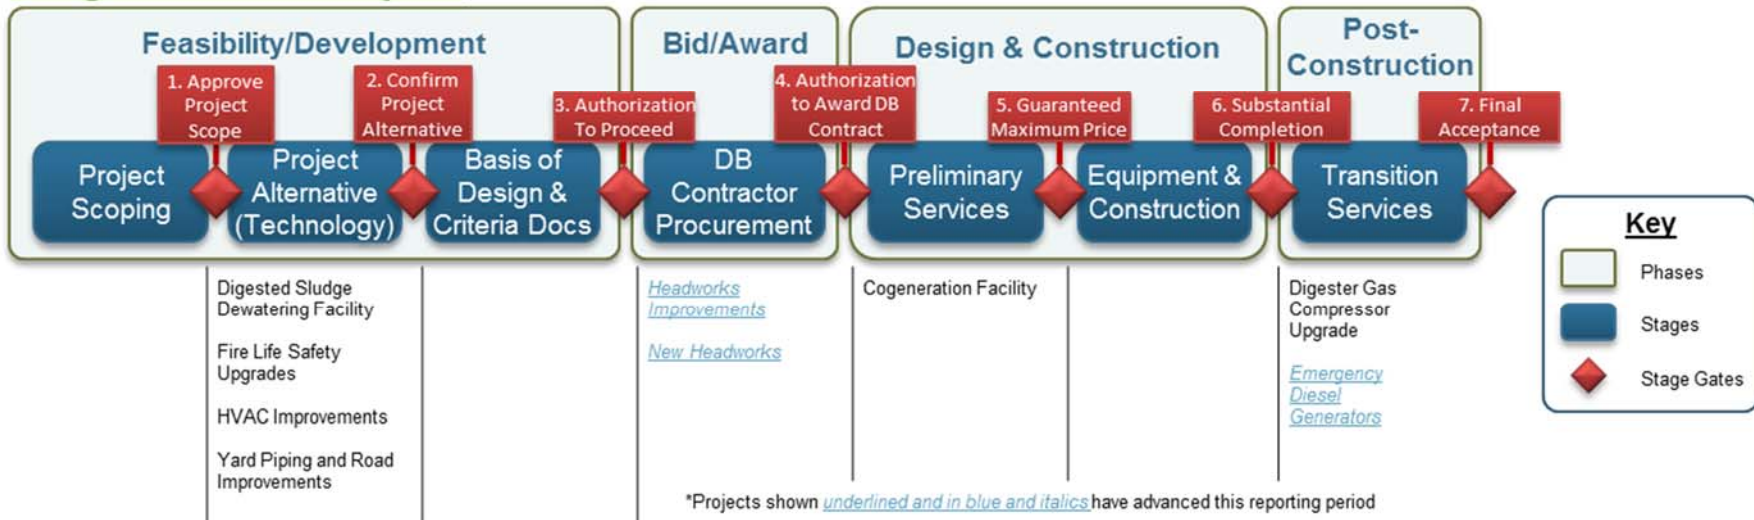 Feasibility/Development
Bid/Award
Design & Construction
Post-
Construction
1. Approve
Project
Scope
2. Confirm
Project
Alternative
3. Authorization
To Proceed
4. Authorization
to Award DB
Contract
5. Guaranteed
Maximum Price
6. Substantial
Completion
7. Final
Acceptance
Project
Scoping
Project
Alternative
(Technology)
Basis of
Design &
Criteria Docs
DB
Contractor
Procurement
Preliminary
Services
Equipment &
Construction
Transition
Services
Key
Phases
Stages
Stage Gates
Digested Sludge
Dewatering Facility
Fire Life Safety
Upgrades
HVAC Improvements
Yard Piping and Road
Improvements
Headworks
Improvements
New Headworks
Cogeneration Facility
Digester Gas
Compressor
Upgrade
Emergency
Diesel
Generators
*Projects shown underlined and in blue and italics have advanced this reporting period